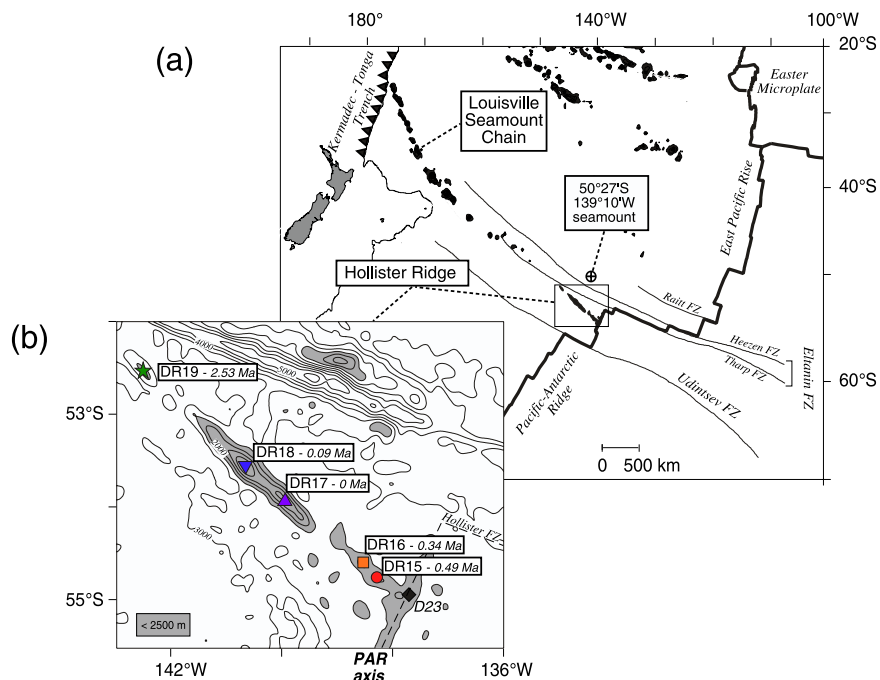 180°
140°W
100°W
(a)
20°S
Kermadec - Tonga
Trench
Easter
Microplate
Louisville
Seamount
Chain
40°S
50°27'S
139°10'W
seamount
East Pacific Rise
Hollister Ridge
Raitt FZ
(b)
Heezen FZ
Tharp FZ
Eltanin FZ
Udintsev FZ
60°S
Pacific-Antarctic
Ridge
0 500 km
4000
5000
DR19 - 2.53 Ma
53°S
2000
DR18 - 0.09 Ma
DR17 - 0 Ma
3000
Hollister FZ
DR16 - 0.34 Ma
DR15 - 0.49 Ma
55°S
D23
< 2500 m
142°W
PAR
axis
136°W